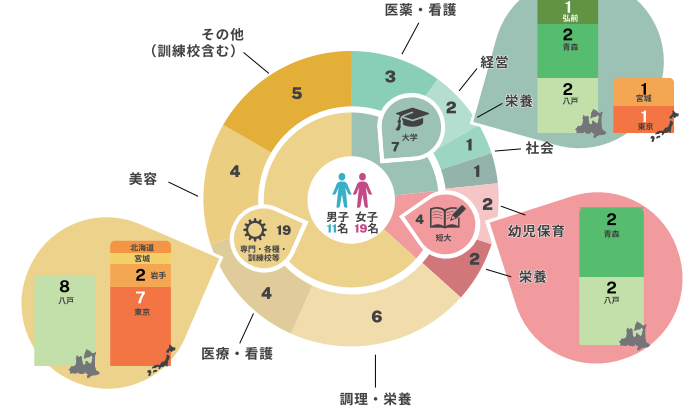 医薬・看護
その他
（訓練校含む）
経営
栄養
社会
幼児保育
栄養
調理・栄養
医療・看護
美容
5
3
2
1
1
2
2
6
4
4
大学
7
4
短大
19
専門・各種・
訓練校等
男子 女子
11名 19名
1
弘前
2
青森
2
八戸
1
宮城
1
東京
2
青森
2
八戸
8
八戸
北海道
宮城
2 岩手
7
東京